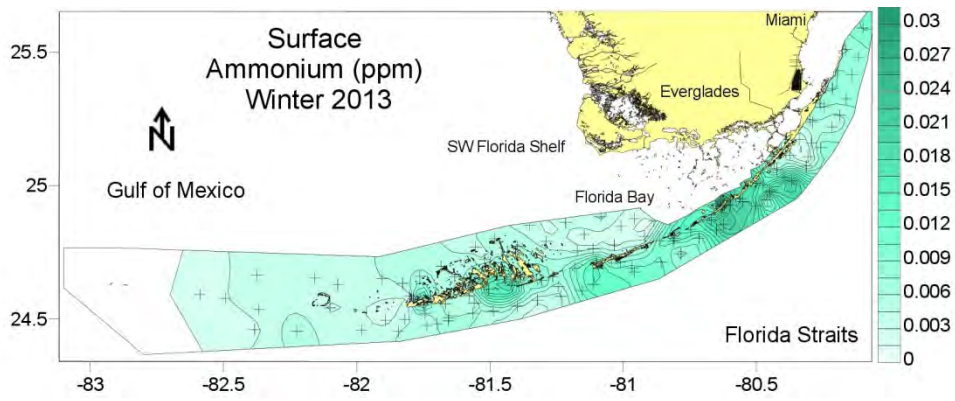 Surface
Ammonium (ppm)
Winter 2013
N
Gulf of Mexico
SW Florida Shelf
Florida Bay
Everglades
Miami
Florida Straits
25.5
25
24.5
-83
-82.5
-82
-81.5
-81
-80.5
0.03
0.027
0.024
0.021
0.018
0.015
0.012
0.009
0.006
0.003
0